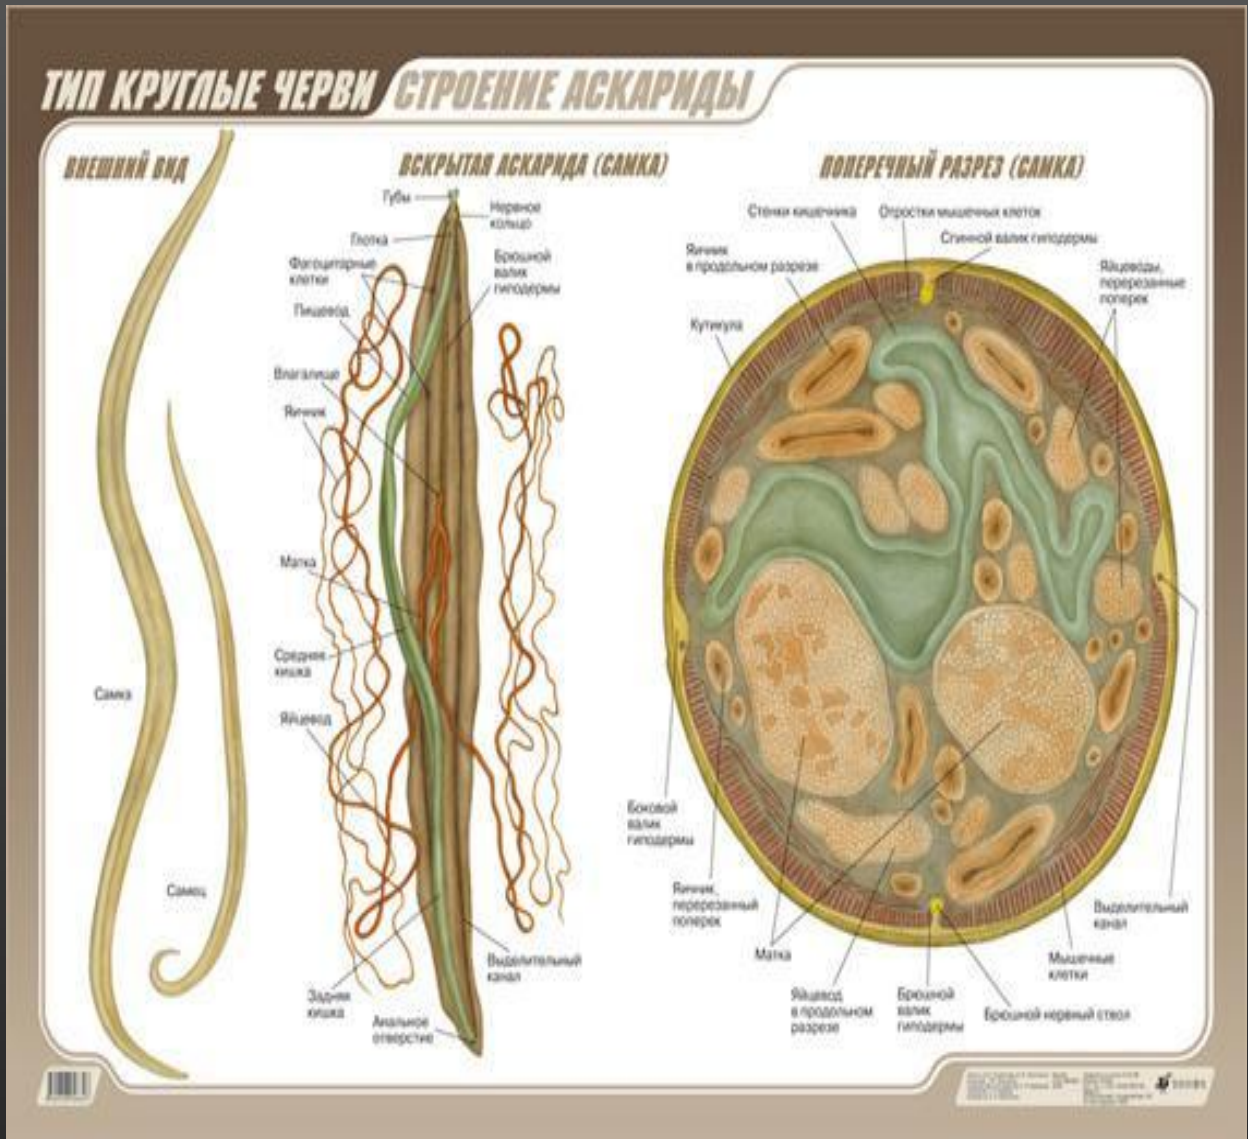 ТИП КРУГЛЫЕ ЧЕРВИ СТРОЕНИЕ АСКАРИДЫ
ВНЕШНИЙ ВИД
Самка
Самец
ВСКРЫТАЯ АСКАРИДА (САМКА)
Губы
Нервное
кольцо
Глотка
Брюшной
валик
гиподермы
Фагоцитарные
клетки
Пищевод
Влагалище
Яичник
Матка
Средняя
кишка
Яйцевод
Выделительный
канал
Задняя
кишка
Анальное
отверстие
ПОПЕРЕЧНЫЙ РАЗРЕЗ (САМКА)
Стенки кишечника
Отростки мышечных клеток
Спинной валик гиподермы
Яичник
в продольном разрезе
Яйцеводы,
перерезанные
поперек
Кутикула
Боковой
валик
гиподермы
Яичник,
перерезанный
поперек
Матка
Яйцевод
в продольном
разрезе
Брюшной
валик
гиподермы
Брюшной нервный ствол
Мышечные
клетки
Выделительный
канал